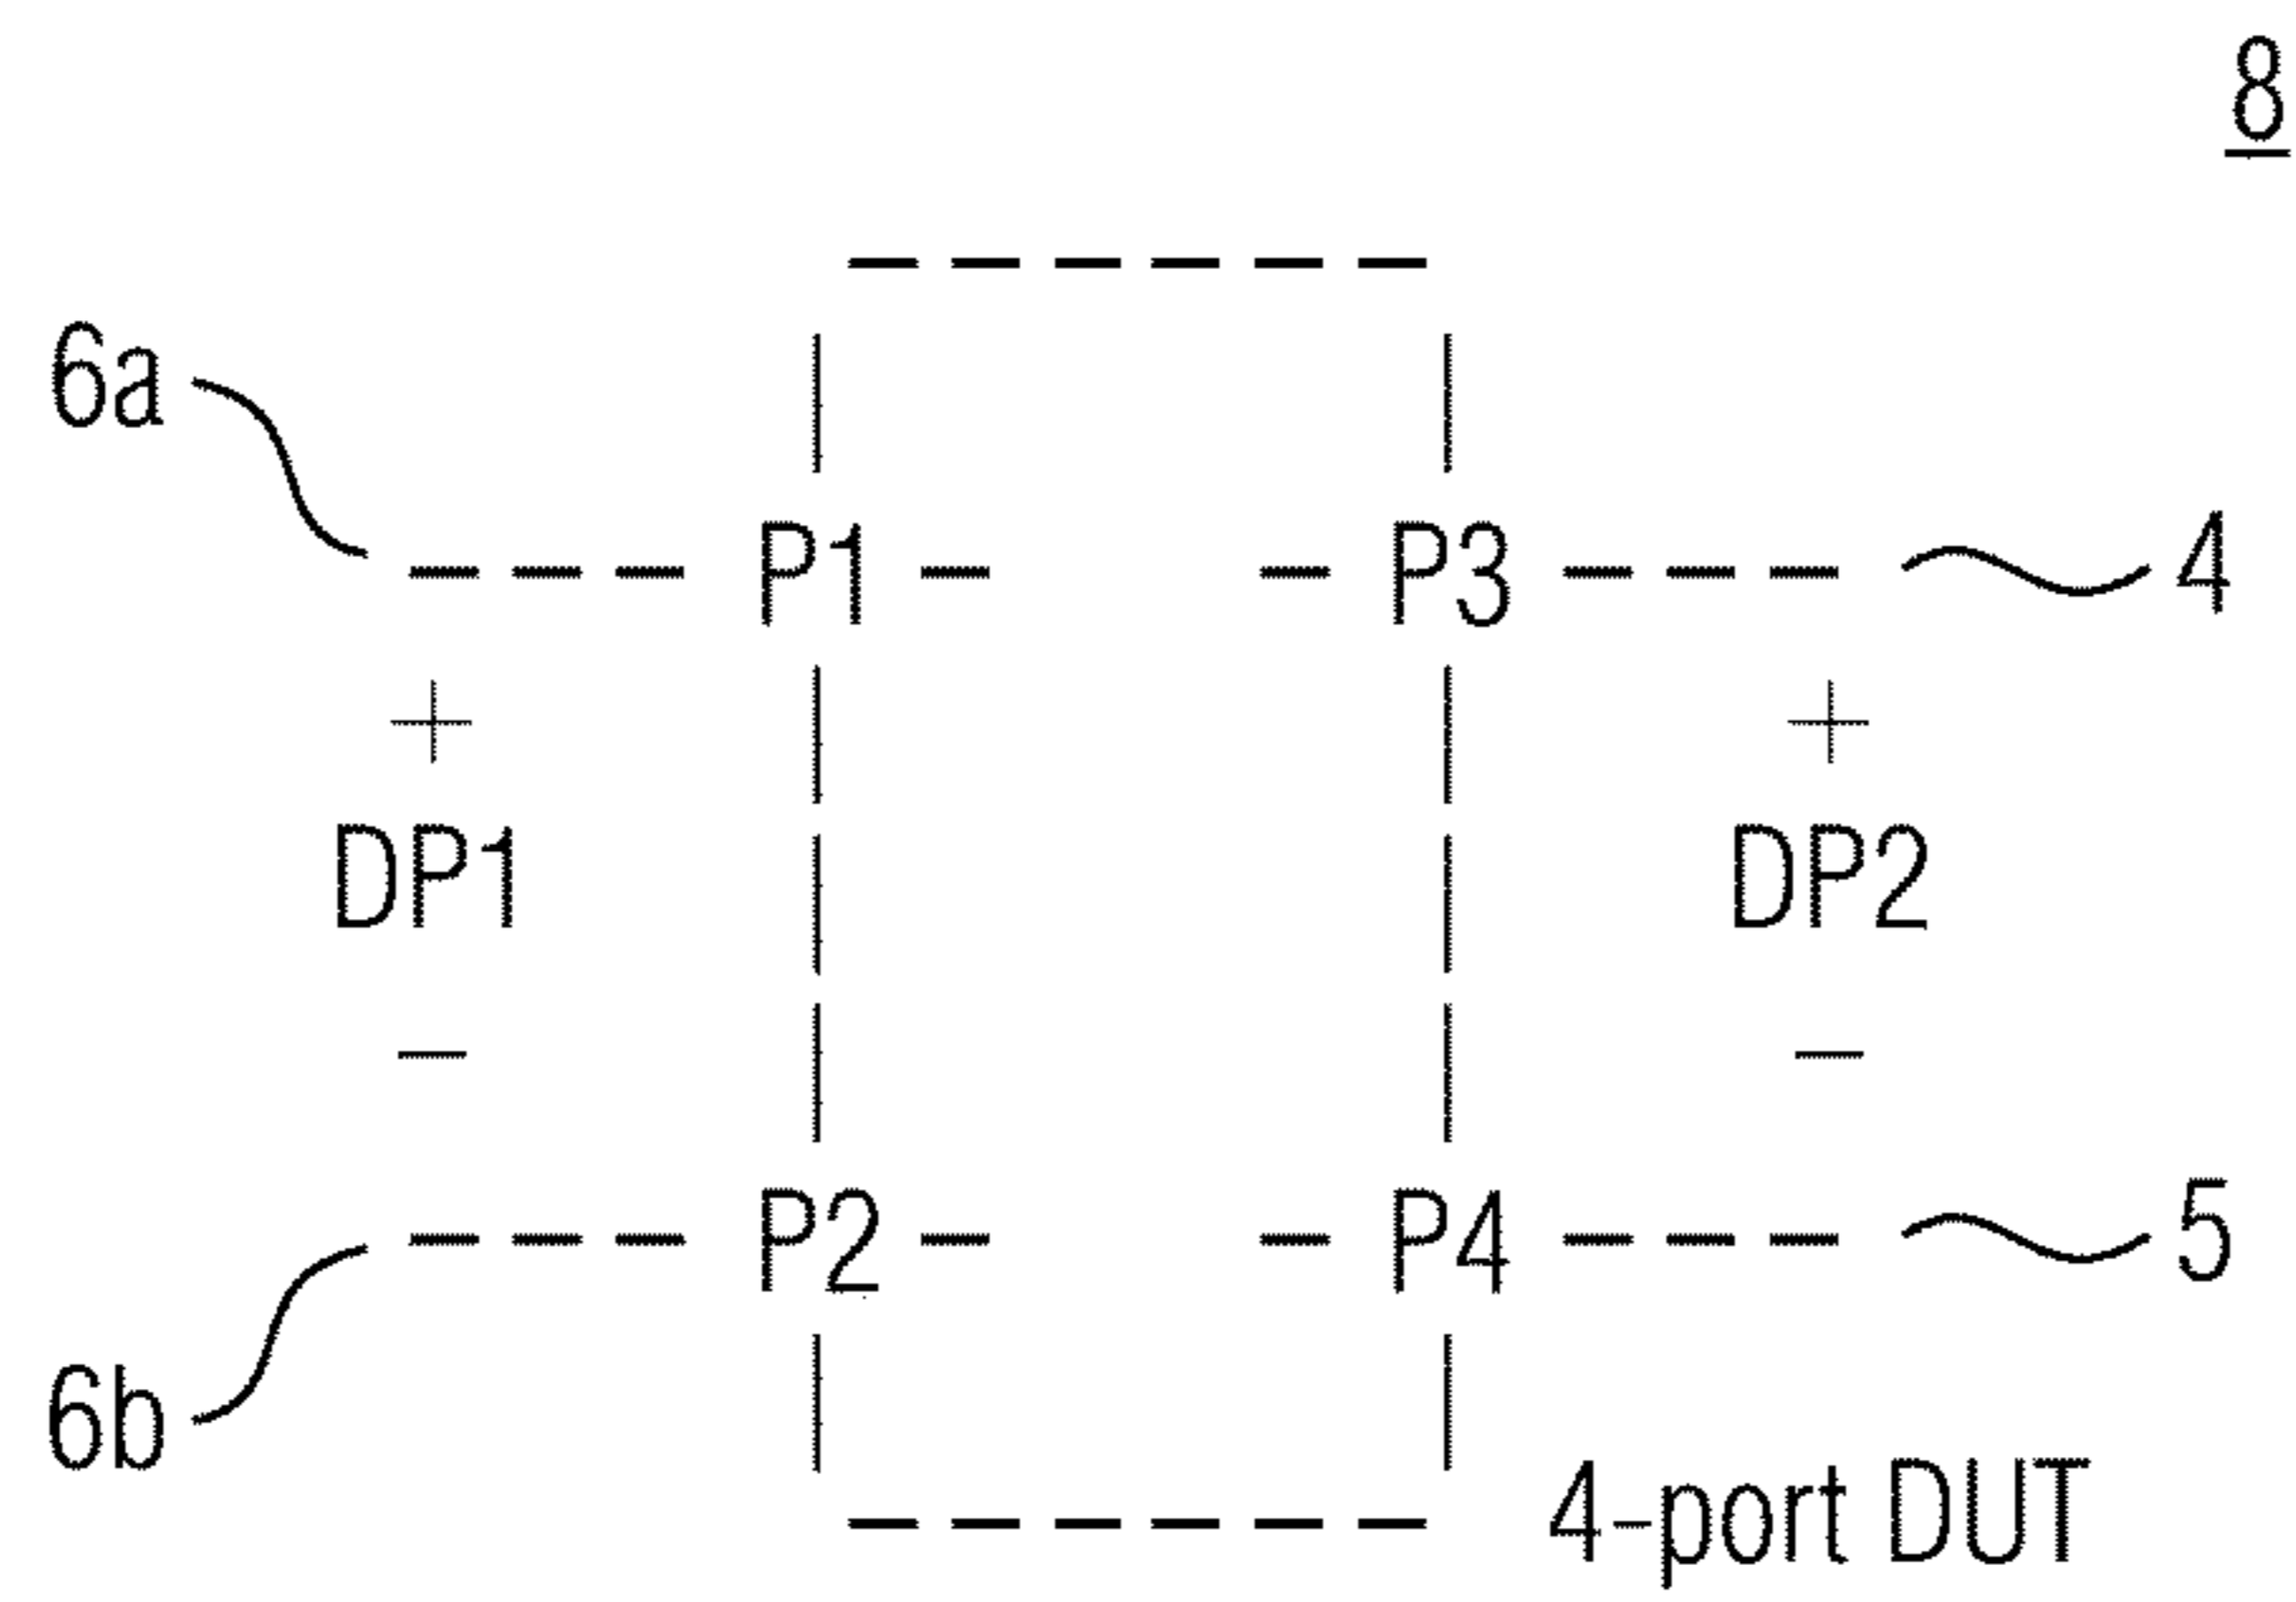 8
6a
P1 P3 4
+ +
DP1 DP2
− −
P2 P4 5
6b
4-port DUT